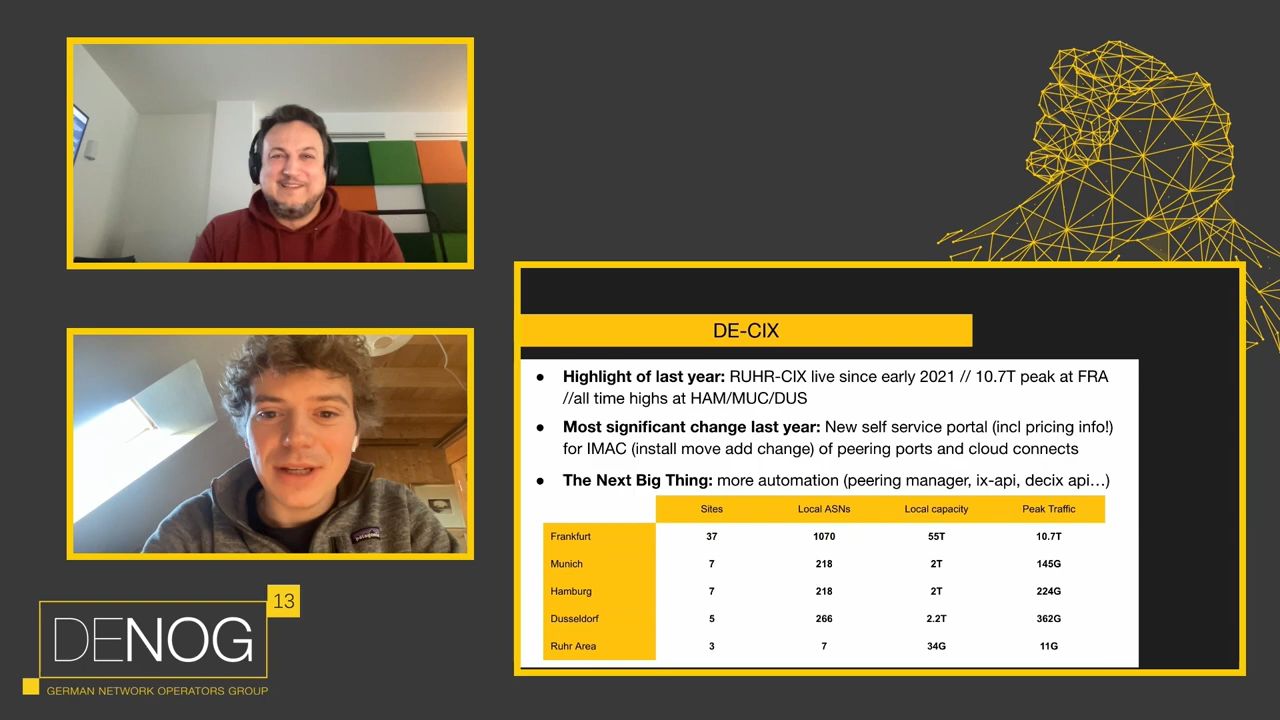 DE-CIX
● Highlight of last year: RUHR-CIX live since early 2021 // 10.7T peak at FRA
//all time highs at HAM/MUC/DUS
● Most significant change last year: New self service portal (incl pricing info!)
for IMAC (install move add change) of peering ports and cloud connects
● The Next Big Thing: more automation (peering manager, ix-api, decix api…)
Sites Local ASNs Local capacity Peak Traffic
Frankfurt 37 1070 55T 10.7T
Munich 7 218 2T 145G
Hamburg 7 218 2T 224G
Dusseldorf 5 266 2.2T 362G
Ruhr Area 3 7 34G 11G
patagonia
13
DENOG
GERMAN NETWORK OPERATORS GROUP